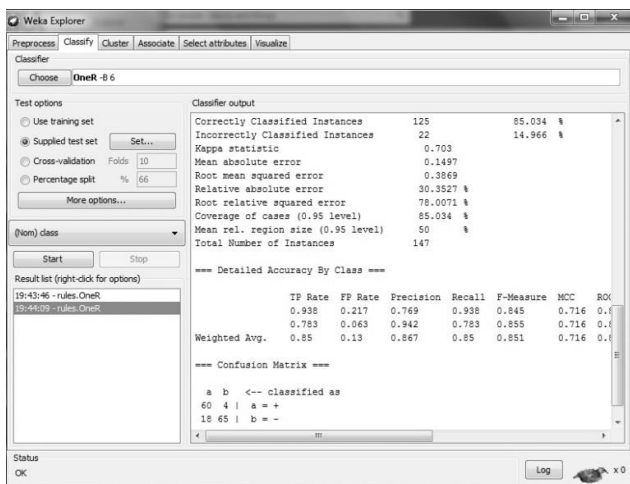 Weka Explorer
Preprocess Classify Cluster Associate Select attributes Visualize
Classifier
Choose OneR -B 6
Test options
Use training set
Supplied test set Set...
Cross-validation Folds 10
Percentage split % 66
More options...
(Nom) class
Start Stop
Result list (right-click for options)
19:43:46 - rules.OneR
19:44:09 - rules.OneR
Classifier output
Correctly Classified Instances 125 85.034 %
Incorrectly Classified Instances 22 14.966 %
Kappa statistic 0.703
Mean absolute error 0.1497
Root mean squared error 0.3869
Relative absolute error 30.3527 %
Root relative squared error 78.0071 %
Coverage of cases (0.95 level) 85.034 %
Mean rel. region size (0.95 level) 50 %
Total Number of Instances 147
=== Detailed Accuracy By Class ===
TP Rate FP Rate Precision Recall F-Measure MCC ROC
0.938 0.217 0.769 0.938 0.845 0.716 0.8
0.783 0.063 0.942 0.783 0.855 0.716 0.8
Weighted Avg. 0.85 0.13 0.867 0.85 0.851 0.716 0.8
=== Confusion Matrix ===
a b <-- classified as
60 4 | a = +
18 65 | b = -
Status
OK
Log x 0